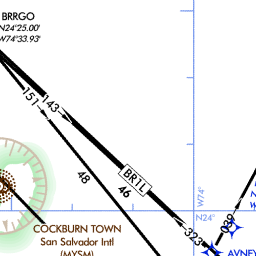 BRRGO
N24°25.00'
W74°33.93'
151
143
BR1L
48
46
W74°
N24°
039
323
COCKBURN TOWN
San Salvador Intl
(MYSM)
AVNEY